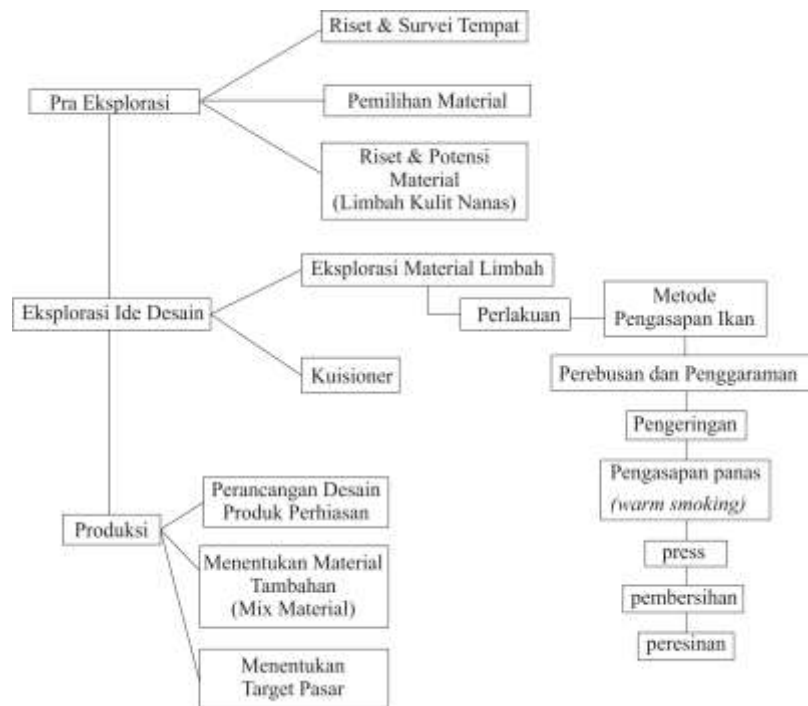 Riset & Survei Tempat
Pra Eksplorasi
Pemilihan Material
Riset & Potensi
Material
(Limbah Kulit Nanas)
Eksplorasi Material Limbah
Eksplorasi Ide Desain
Perlakuan
Metode
Pengasapan Ikan
Kuisioner
Perebusan dan Penggaraman
Pengeringan
Pengasapan panas
(warm smoking)
press
pembersihan
peresinan
Produksi
Perancangan Desain
Produk Perhiasan
Menentukan Material
Tambahan
(Mix Material)
Menentukan
Target Pasar